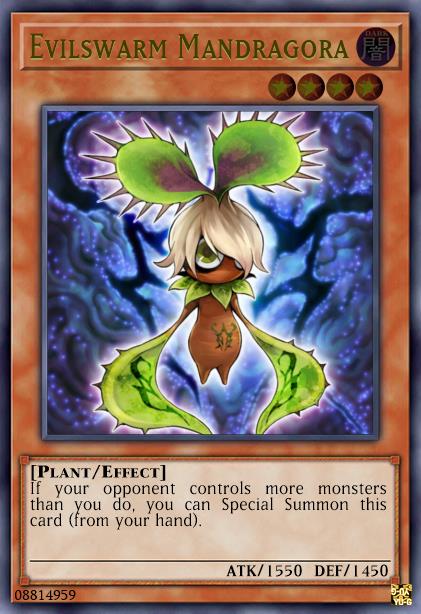 EVILSWARM MANDRAGORA
DARK
闇
[PLANT/EFFECT]
If your opponent controls more monsters
than you do, you can Special Summon this
card (from your hand).
ATK/1550 DEF/1450
08814959